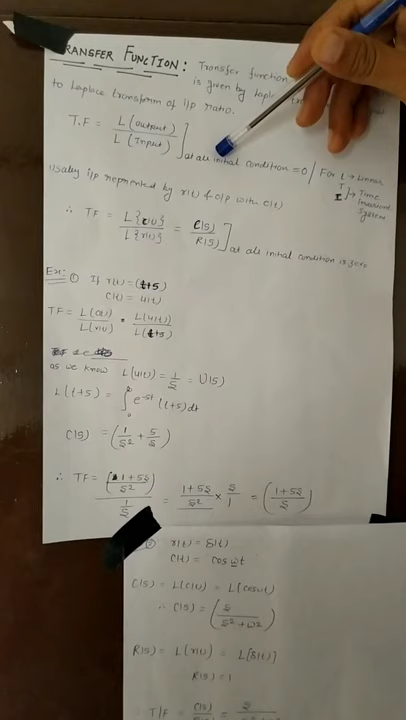 TRANSFER FUNCTION: Transfer function
is given by
to Laplace transform of i/p ratio.
T.F = L(output) / L(Input) ] at all initial condition = 0 / For L → Linear
T I } → Time Invariant System
Usally i/p represented by r(t) & o/p with c(t)
∴ TF = L{c(t)} / L{r(t)} = C(S) / R(S) ] at all initial condition is zero
Ex: ① If r(t) = (t+5)
c(t) = u(t)
TF = L(c(t)) / L(r(t)) = L(u(t)) / L(t+5)
as we know L(u(t)) = 1/S = U(S)
L(t+5) = ∫₀ e^-st (t+5) dt
C(S) = (1/S² + 5/S)
∴ TF = ((1+5S)/S²) / (1/S) = (1+5S)/S² × S/1 = ((1+5S)/S)
② r(t) = δ(t)
c(t) = cos ωt
C(S) = L(c(t)) = L[cosωt)
∴ C(S) = (S / (S²+ω2))
R(S) = L(r(t)) = L[δ(t)]
R(S) = 1
T/F = C(S)